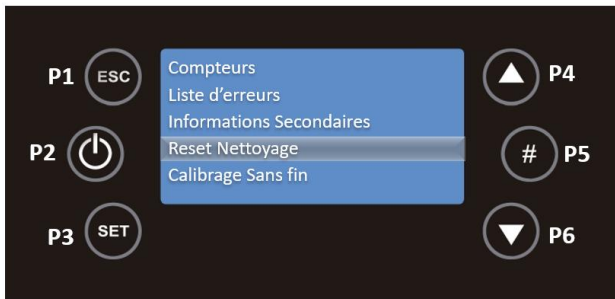 P1 ESC
P2
P3 SET
Compteurs
Liste d'erreurs
Informations Secondaires
Reset Nettoyage
Calibrage Sans fin
P4
# P5
P6